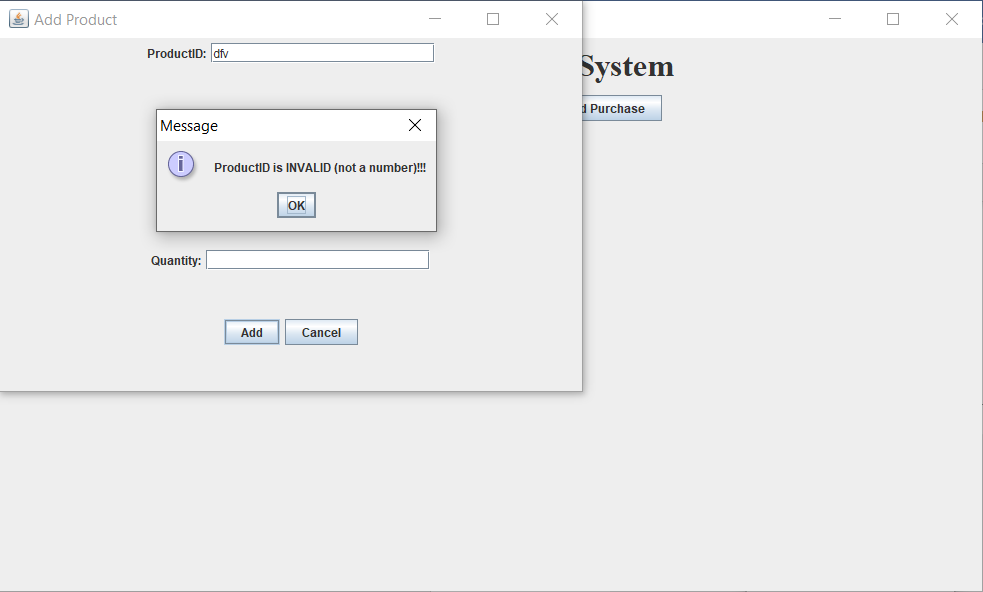 Add Product
ProductID: dfv
System
d Purchase
Message
ProductID is INVALID (not a number)!!!
OK
Quantity:
Add Cancel